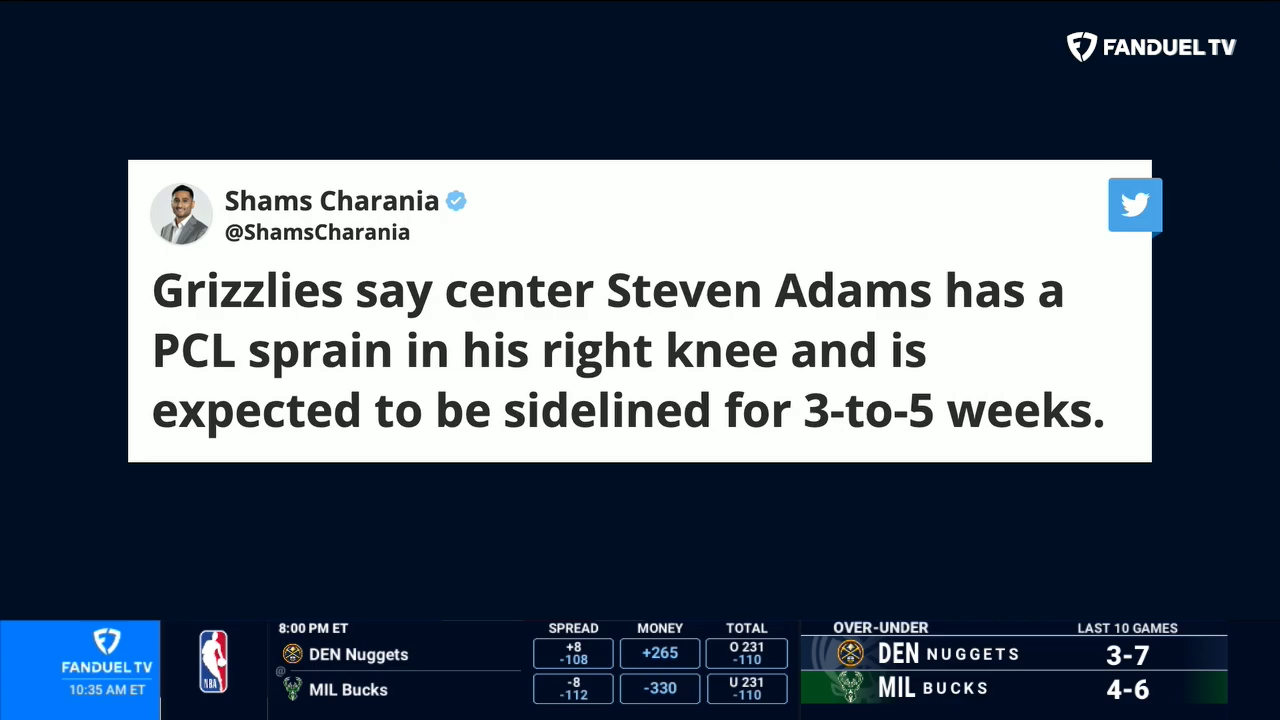 FANDUEL TV
Shams Charania
@ShamsCharania
Grizzlies say center Steven Adams has a
PCL sprain in his right knee and is
expected to be sidelined for 3-to-5 weeks.
FANDUEL TV
10:35 AM ET
NBA
8:00 PM ET SPREAD MONEY TOTAL
DEN Nuggets +8 -108 +265 O 231 -110
@
MIL Bucks -8 -112 -330 U 231 -110
OVER-UNDER LAST 10 GAMES
DEN NUGGETS 3-7
MIL BUCKS 4-6